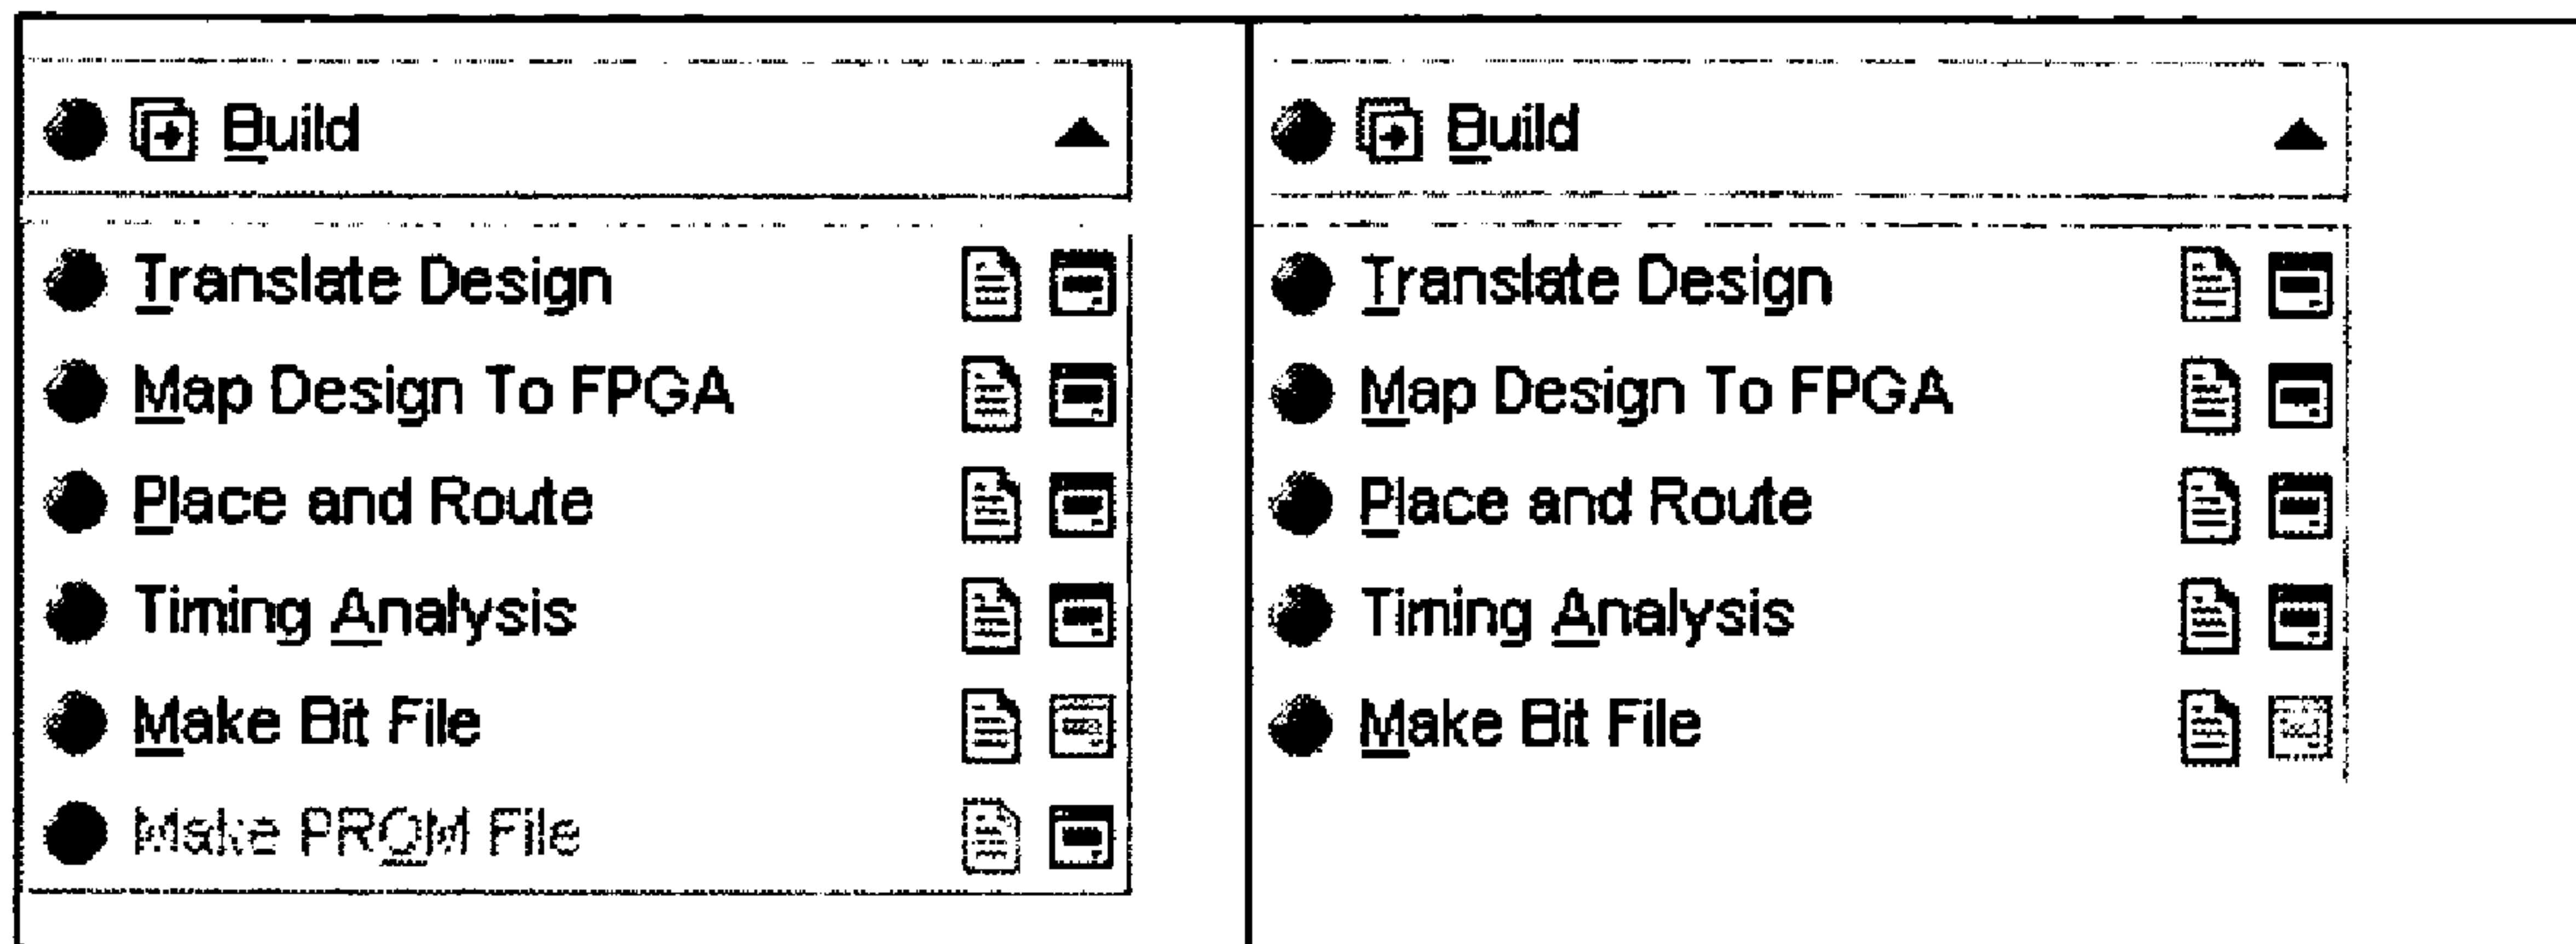 Build
Translate Design
Map Design To FPGA
Place and Route
Timing Analysis
Make Bit File
Make PROM File
Build
Translate Design
Map Design To FPGA
Place and Route
Timing Analysis
Make Bit File